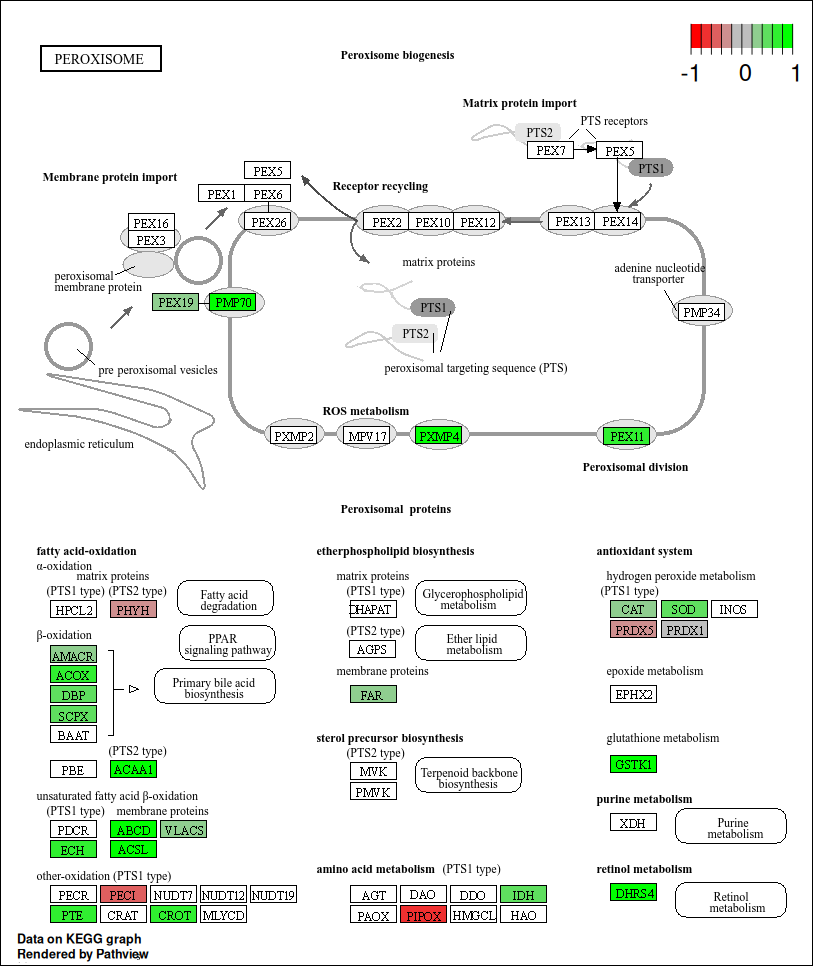 PEROXISOME
Peroxisome biogenesis
-1 0 1
Matrix protein import
PTS2
PTS receptors
PEX7
PEX5
PTS1
Membrane protein import
PEX5
Receptor recycling
PEX1
PEX6
PEX16
PEX3
PEX26
PEX2
PEX10
PEX12
PEX13
PEX14
matrix proteins
adenine nucleotide
transporter
peroxisomal
membrane protein
PEX19
PMP70
PTS1
PMP34
PTS2
pre peroxisomal vesicles
peroxisomal targeting sequence (PTS)
ROS metabolism
endoplasmic reticulum
PXMP2
MPV17
PXMP4
PEX11
Peroxisomal division
Peroxisomal proteins
fatty acid-oxidation
α-oxidation
matrix proteins
(PTS1 type) (PTS2 type)
HPCL2
PHYH
Fatty acid
degradation
β-oxidation
PPAR
signaling pathway
AMACR
ACOX
DBP
SCPX
BAAT
Primary bile acid
biosynthesis
(PTS2 type)
PBE
ACAA1
unsaturated fatty acid β-oxidation
(PTS1 type) membrane proteins
PDCR
ABCD
VLACS
ECH
ACSL
other-oxidation (PTS1 type)
PECR
PECI
NUDT7
NUDT12
NUDT19
PTE
CRAT
CROT
MLYCD
etherphospholipid biosynthesis
matrix proteins
(PTS1 type)
DHAPAT
Glycerophospholipid
metabolism
(PTS2 type)
AGPS
Ether lipid
metabolism
membrane proteins
FAR
sterol precursor biosynthesis
(PTS2 type)
MVK
PMVK
Terpenoid backbone
biosynthesis
amino acid metabolism (PTS1 type)
AGT
DAO
DDO
IDH
PAOX
PIPOX
HMGCL
HAO
antioxidant system
hydrogen peroxide metabolism
(PTS1 type)
CAT
SOD
INOS
PRDX5
PRDX1
epoxide metabolism
EPHX2
glutathione metabolism
GSTK1
purine metabolism
XDH
Purine
metabolism
retinol metabolism
DHRS4
Retinol
metabolism
Data on KEGG graph
Rendered by Pathview